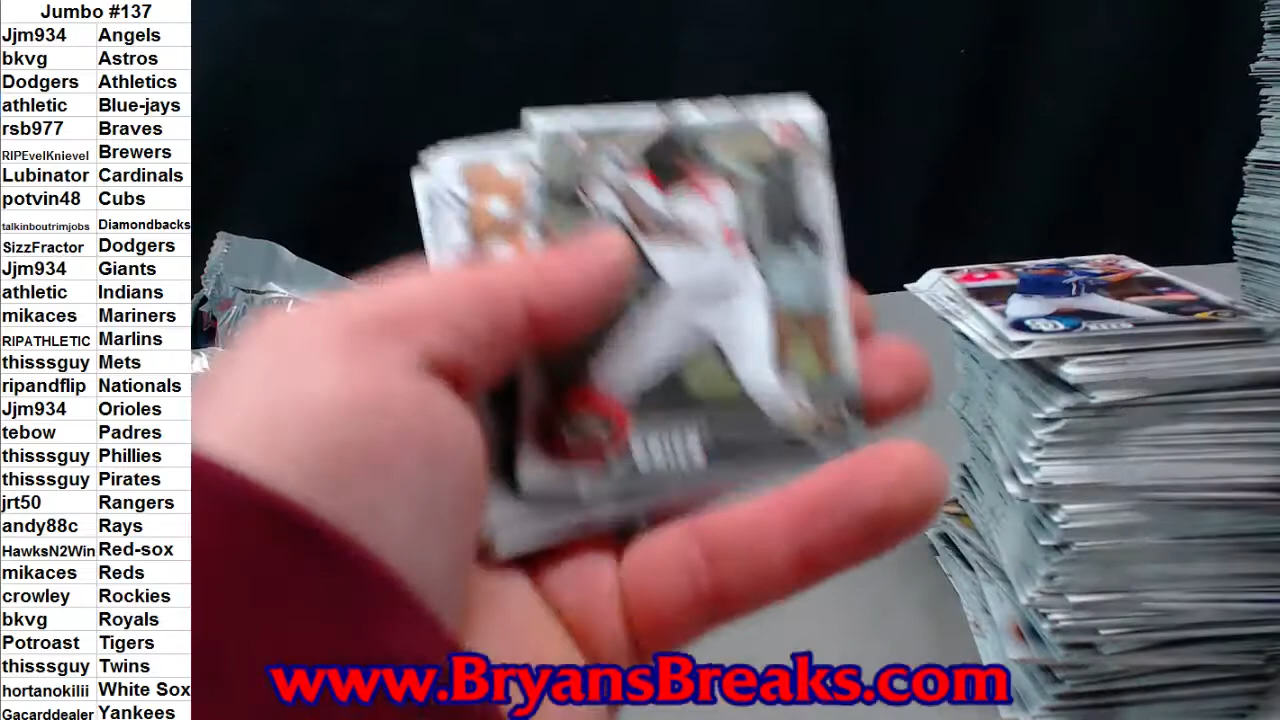 Jumbo #137
Jjm934 Angels
bkvg Astros
Dodgers Athletics
athletic Blue-jays
rsb977 Braves
RIPEvelKnievel Brewers
Lubinator Cardinals
potvin48 Cubs
talkinboutrimjobs Diamondbacks
SizzFractor Dodgers
Jjm934 Giants
athletic Indians
mikaces Mariners
RIPATHLETIC Marlins
thisssguy Mets
ripandflip Nationals
Jjm934 Orioles
tebow Padres
thisssguy Phillies
thisssguy Pirates
jrt50 Rangers
andy88c Rays
HawksN2Win Red-sox
mikaces Reds
crowley Rockies
bkvg Royals
Potroast Tigers
thisssguy Twins
hortanokilii White Sox
Gacarddealer Yankees
www.BryansBreaks.com